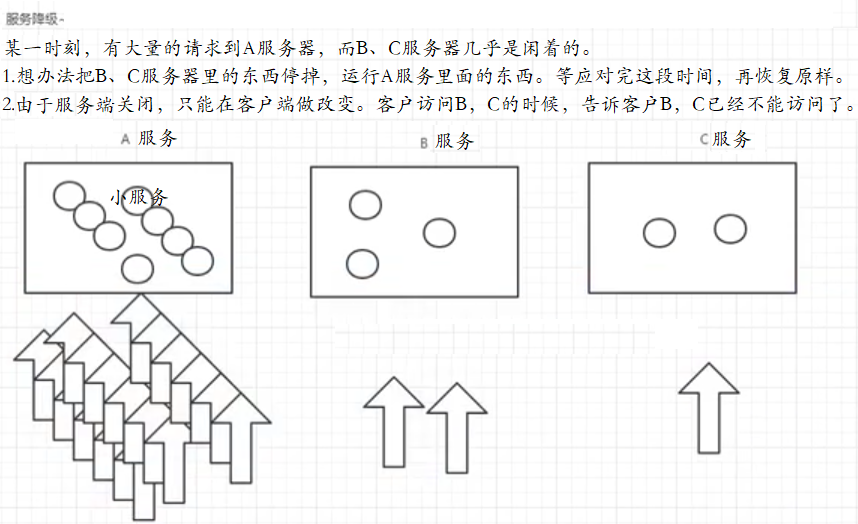 服务降级-
某一时刻，有大量的请求到A服务器，而B、C服务器几乎是闲着的。
1.想办法把B、C服务器里的东西停掉，运行A服务里面的东西。等应对完这段时间，再恢复原样。
2.由于服务端关闭，只能在客户端做改变。客户访问B，C的时候，告诉客户B，C已经不能访问了。
A 服务 B 服务 C 服务
小服务